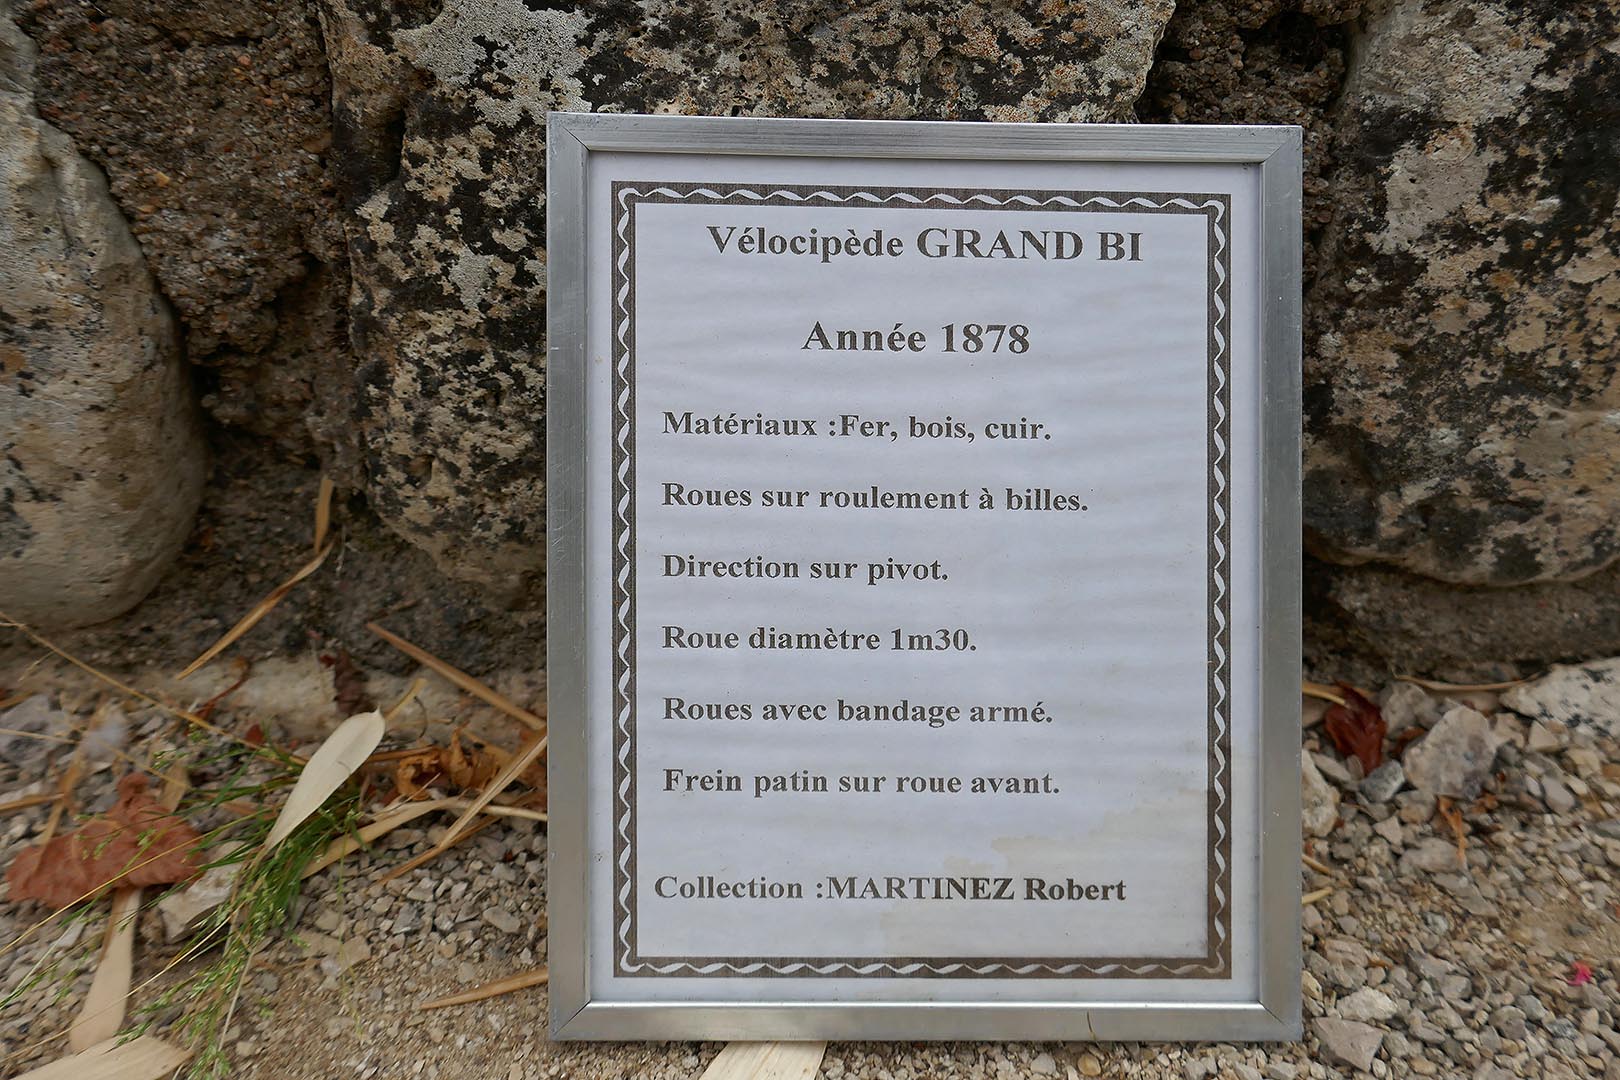 Vélocipède GRAND BI
Année 1878
Matériaux :Fer, bois, cuir.
Roues sur roulement à billes.
Direction sur pivot.
Roue diamètre 1m30.
Roues avec bandage armé.
Frein patin sur roue avant.
Collection :MARTINEZ Robert